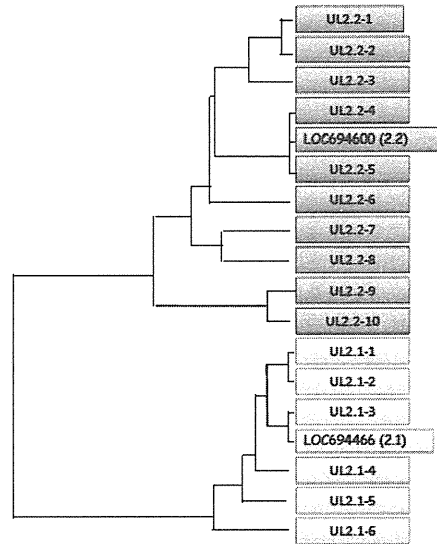 UL2.2-1
UL2.2-2
UL2.2-3
UL2.2-4
LOC694600 (2.2)
UL2.2-5
UL2.2-6
UL2.2-7
UL2.2-8
UL2.2-9
UL2.2-10
UL2.1-1
UL2.1-2
UL2.1-3
LOC694466 (2.1)
UL2.1-4
UL2.1-5
UL2.1-6